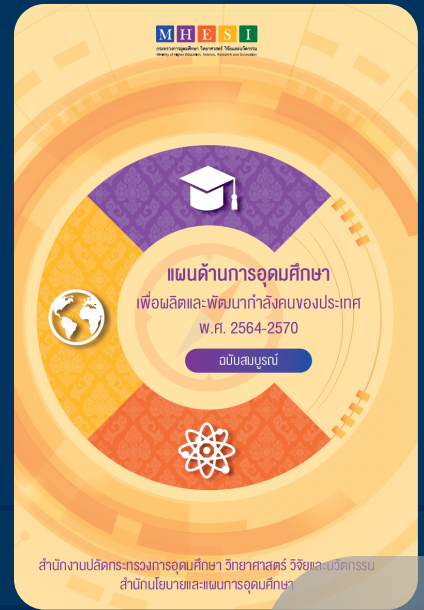 MHESI
กระทรวงการอุดมศึกษา วิทยาศาสตร์ วิจัยและนวัตกรรม
Ministry of Higher Education, Science, Research and Innovation
แผนด้านการอุดมศึกษา
เพื่อผลิตและพัฒนากำลังคนของประเทศ
พ.ศ. 2564-2570
ฉบับสมบูรณ์
สำนักงานปลัดกระทรวงการอุดมศึกษา วิทยาศาสตร์ วิจัยและนวัตกรรม
สำนักนโยบายและแผนการอุดมศึกษา